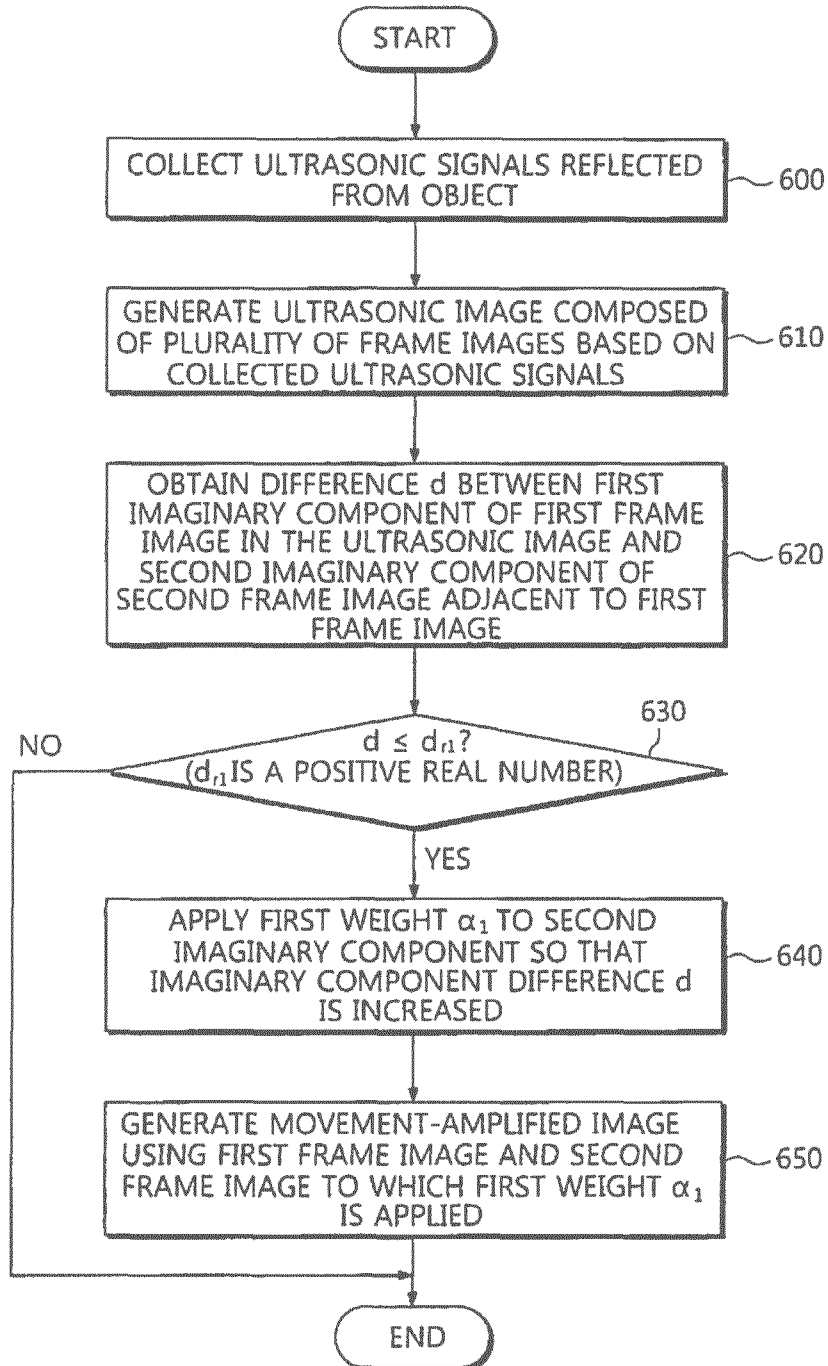 START
COLLECT ULTRASONIC SIGNALS REFLECTED
FROM OBJECT
600
GENERATE ULTRASONIC IMAGE COMPOSED
OF PLURALITY OF FRAME IMAGES BASED ON
COLLECTED ULTRASONIC SIGNALS
610
OBTAIN DIFFERENCE d BETWEEN FIRST
IMAGINARY COMPONENT OF FIRST FRAME
IMAGE IN THE ULTRASONIC IMAGE AND
SECOND IMAGINARY COMPONENT OF
SECOND FRAME IMAGE ADJACENT TO FIRST
FRAME IMAGE
620
630
NO
d ≤ dr1?
(dr1 IS A POSITIVE REAL NUMBER)
YES
APPLY FIRST WEIGHT α1 TO SECOND
IMAGINARY COMPONENT SO THAT
IMAGINARY COMPONENT DIFFERENCE d
IS INCREASED
640
GENERATE MOVEMENT-AMPLIFIED IMAGE
USING FIRST FRAME IMAGE AND SECOND
FRAME IMAGE TO WHICH FIRST WEIGHT α1
IS APPLIED
650
END